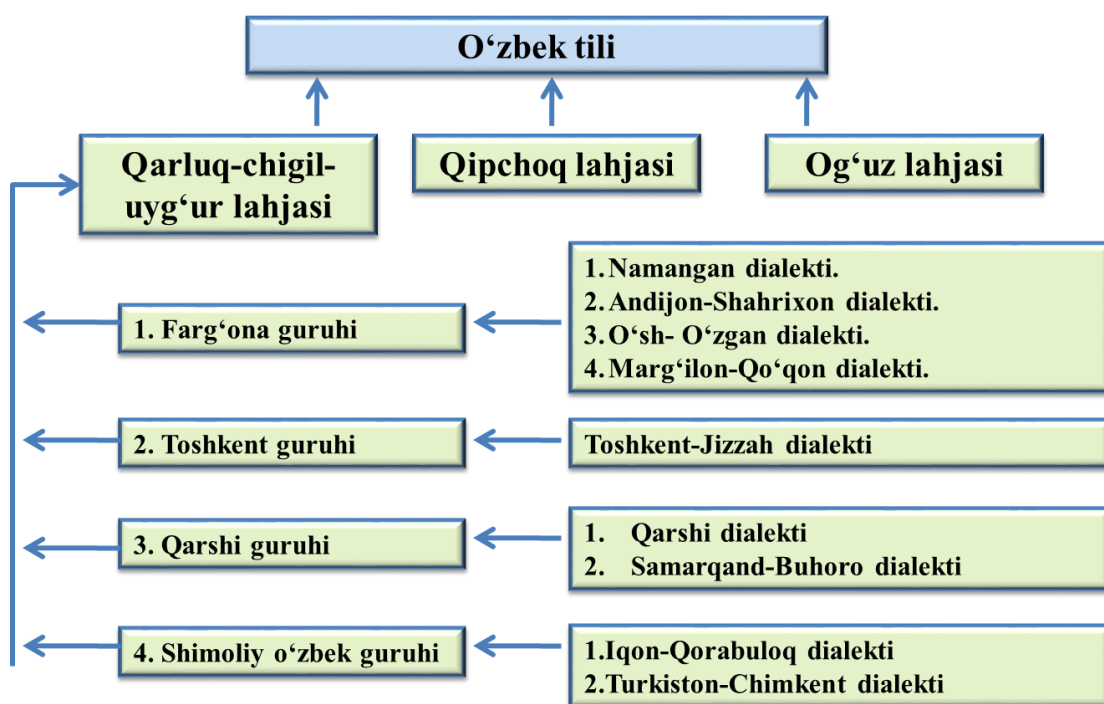 O‘zbek tili
Qarluq-chigil-
uyg‘ur lahjasi
Qipchoq lahjasi
Og‘uz lahjasi
1. Farg‘ona guruhi
1. Namangan dialekti.
2. Andijon-Shahrixon dialekti.
3. O‘sh- O‘zgan dialekti.
4. Marg‘ilon-Qo‘qon dialekti.
2. Toshkent guruhi
Toshkent-Jizzah dialekti
3. Qarshi guruhi
1. Qarshi dialekti
2. Samarqand-Buhoro dialekti
4. Shimoliy o‘zbek guruhi
1.Iqon-Qorabuloq dialekti
2.Turkiston-Chimkent dialekti